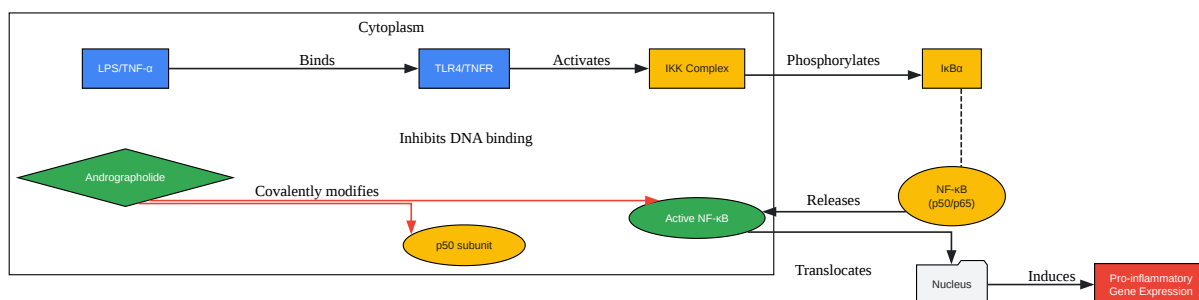 Cytoplasm
LPS/TNF-α
Binds
TLR4/TNFR
Activates
IKK Complex
Phosphorylates
IκBα
Inhibits DNA binding
Andrographolide
Covalently modifies
Active NF-κB
Releases
NF-κB
(p50/p65)
p50 subunit
Translocates
Nucleus
Induces
Pro-inflammatory
Gene Expression